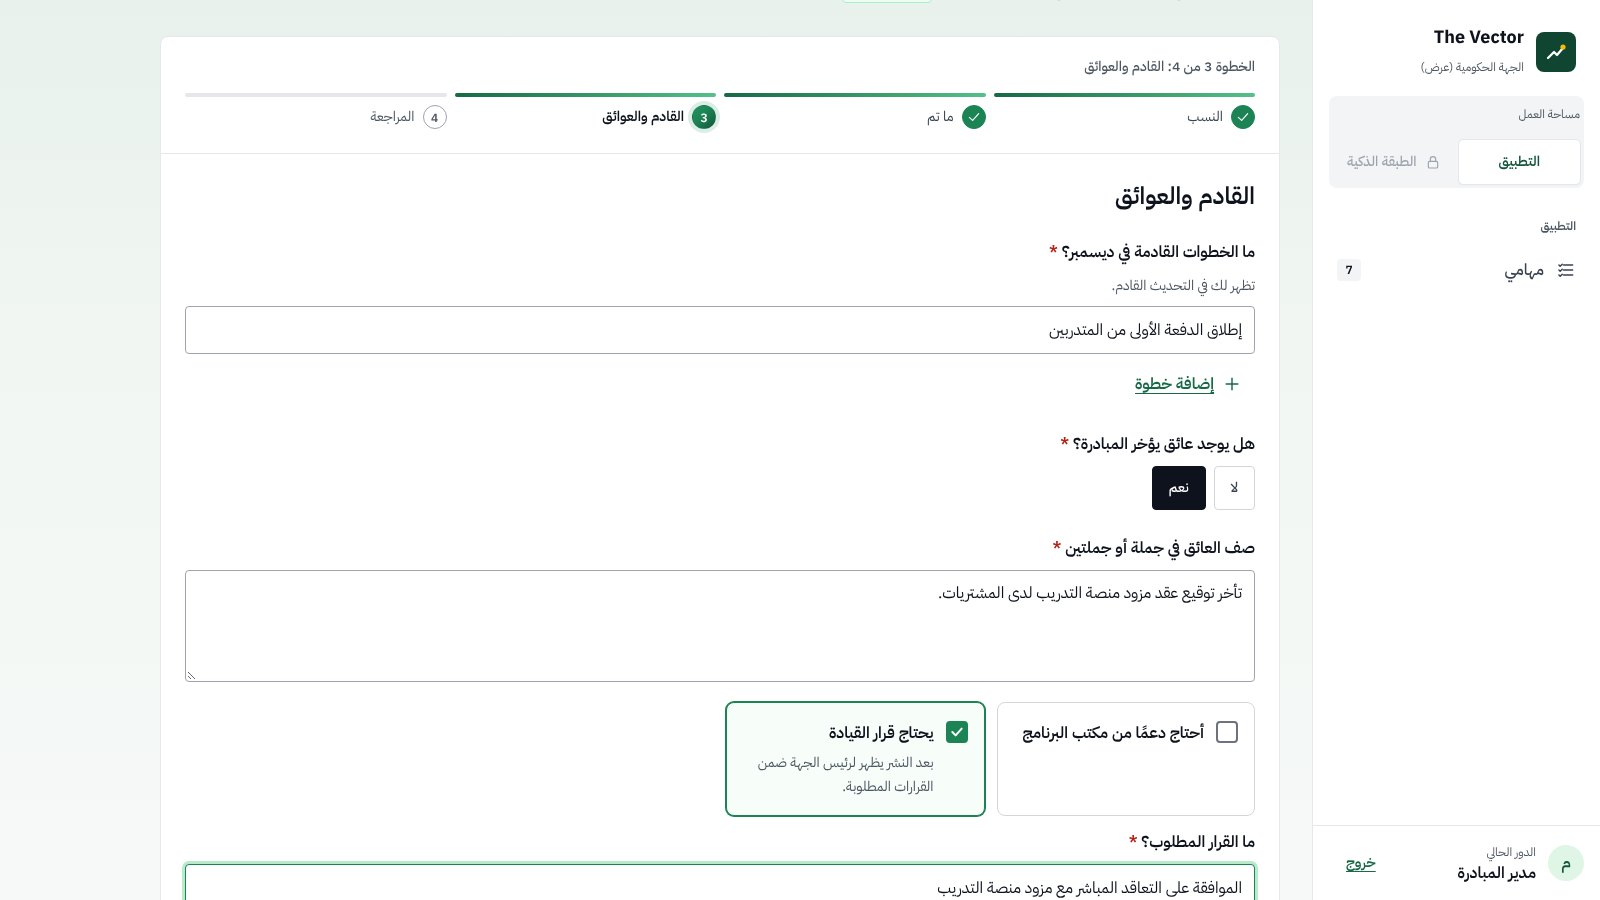 The Vector
الجهة الحكومية (عرض)
مساحة العمل
التطبيق
الطبقة الذكية
التطبيق
مهامي
7
الدور الحالي
مدير المبادرة
م
خروج
الخطوة 3 من 4: القادم والعوائق
النسب
ما تم
3 القادم والعوائق
4 المراجعة
القادم والعوائق
ما الخطوات القادمة في ديسمبر؟ *
تظهر لك في التحديث القادم.
إطلاق الدفعة الأولى من المتدربين
إضافة خطوة
هل يوجد عائق يؤخر المبادرة؟ *
لا
نعم
صف العائق في جملة أو جملتين *
تأخر توقيع عقد مزود منصة التدريب لدى المشتريات.
أحتاج دعمًا من مكتب البرنامج
يحتاج قرار القيادة
بعد النشر يظهر لرئيس الجهة ضمن
القرارات المطلوبة.
ما القرار المطلوب؟ *
الموافقة على التعاقد المباشر مع مزود منصة التدريب